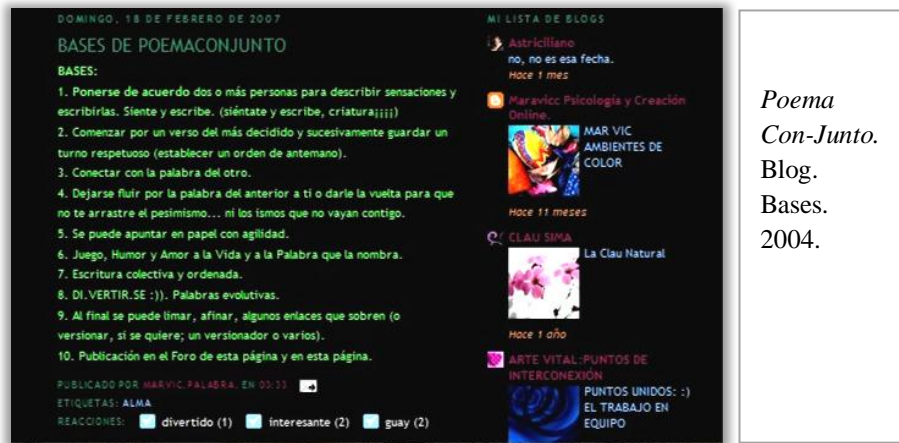 DOMINGO, 18 DE FEBRERO DE 2007
BASES DE POEMACONJUNTO
BASES:
1. Ponerse de acuerdo dos o más personas para describir sensaciones y
escribirlas. Siente y escribe. (siéntate y escribe, criatura¡¡¡¡)
2. Comenzar por un verso del más decidido y sucesivamente guardar un
turno respetuoso (establecer un orden de antemano).
3. Conectar con la palabra del otro.
4. Dejarse fluir por la palabra del anterior a ti o darle la vuelta para que
no te arrastre el pesimismo... ni los ismos que no vayan contigo.
5. Se puede apuntar en papel con agilidad.
6. Juego, Humor y Amor a la Vida y a la Palabra que la nombra.
7. Escritura colectiva y ordenada.
8. DI.VERTIR.SE :)). Palabras evolutivas.
9. Al final se puede limar, afinar, algunos enlaces que sobren (o
versionar, si se quiere; un versionador o varios).
10. Publicación en el Foro de esta página y en esta página.
PUBLICADO POR MARVIC.PALABRA. EN 03:33
ETIQUETAS: ALMA
REACCIONES: divertido (1) interesante (2) guay (2)
MI LISTA DE BLOGS
Astriciliano
no, no es esa fecha.
Hace 1 mes
Maravicc Psicología y Creación
Online.
MAR VIC
AMBIENTES DE
COLOR
Hace 11 meses
CLAU SIMA
La Clau Natural
Hace 1 año
ARTE VITAL:PUNTOS DE
INTERCONEXIÓN
PUNTOS UNIDOS: :)
EL TRABAJO EN
EQUIPO
Poema
Con-Junto.
Blog.
Bases.
2004.